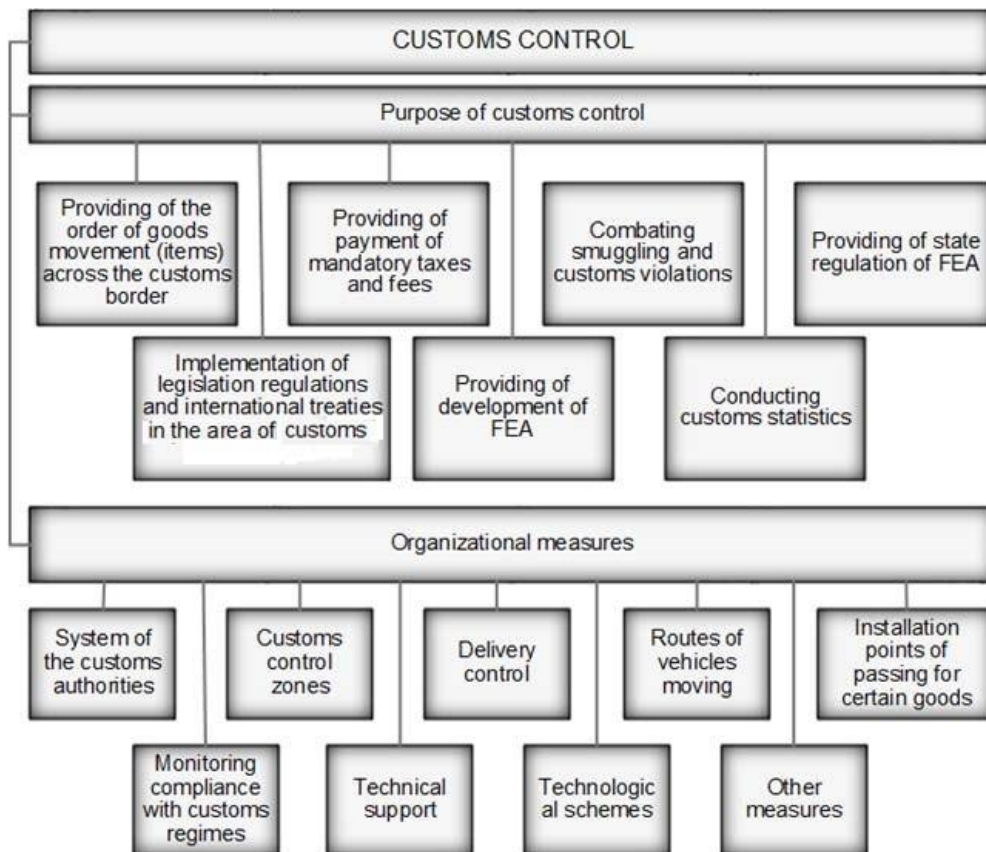 CUSTOMS CONTROL
Purpose of customs control
Providing of the
order of goods
movement (items)
across the customs
border
Providing of
payment of
mandatory taxes
and fees
Combating
smuggling and
customs violations
Providing of state
regulation of FEA
Implementation of
legislation regulations
and international treaties
in the area of customs
Providing of
development of
FEA
Conducting
customs statistics
Organizational measures
System of
the customs
authorities
Customs
control
zones
Delivery
control
Routes of
vehicles
moving
Installation
points of
passing for
certain goods
Monitoring
compliance
with customs
regimes
Technical
support
Technologic
al schemes
Other
measures